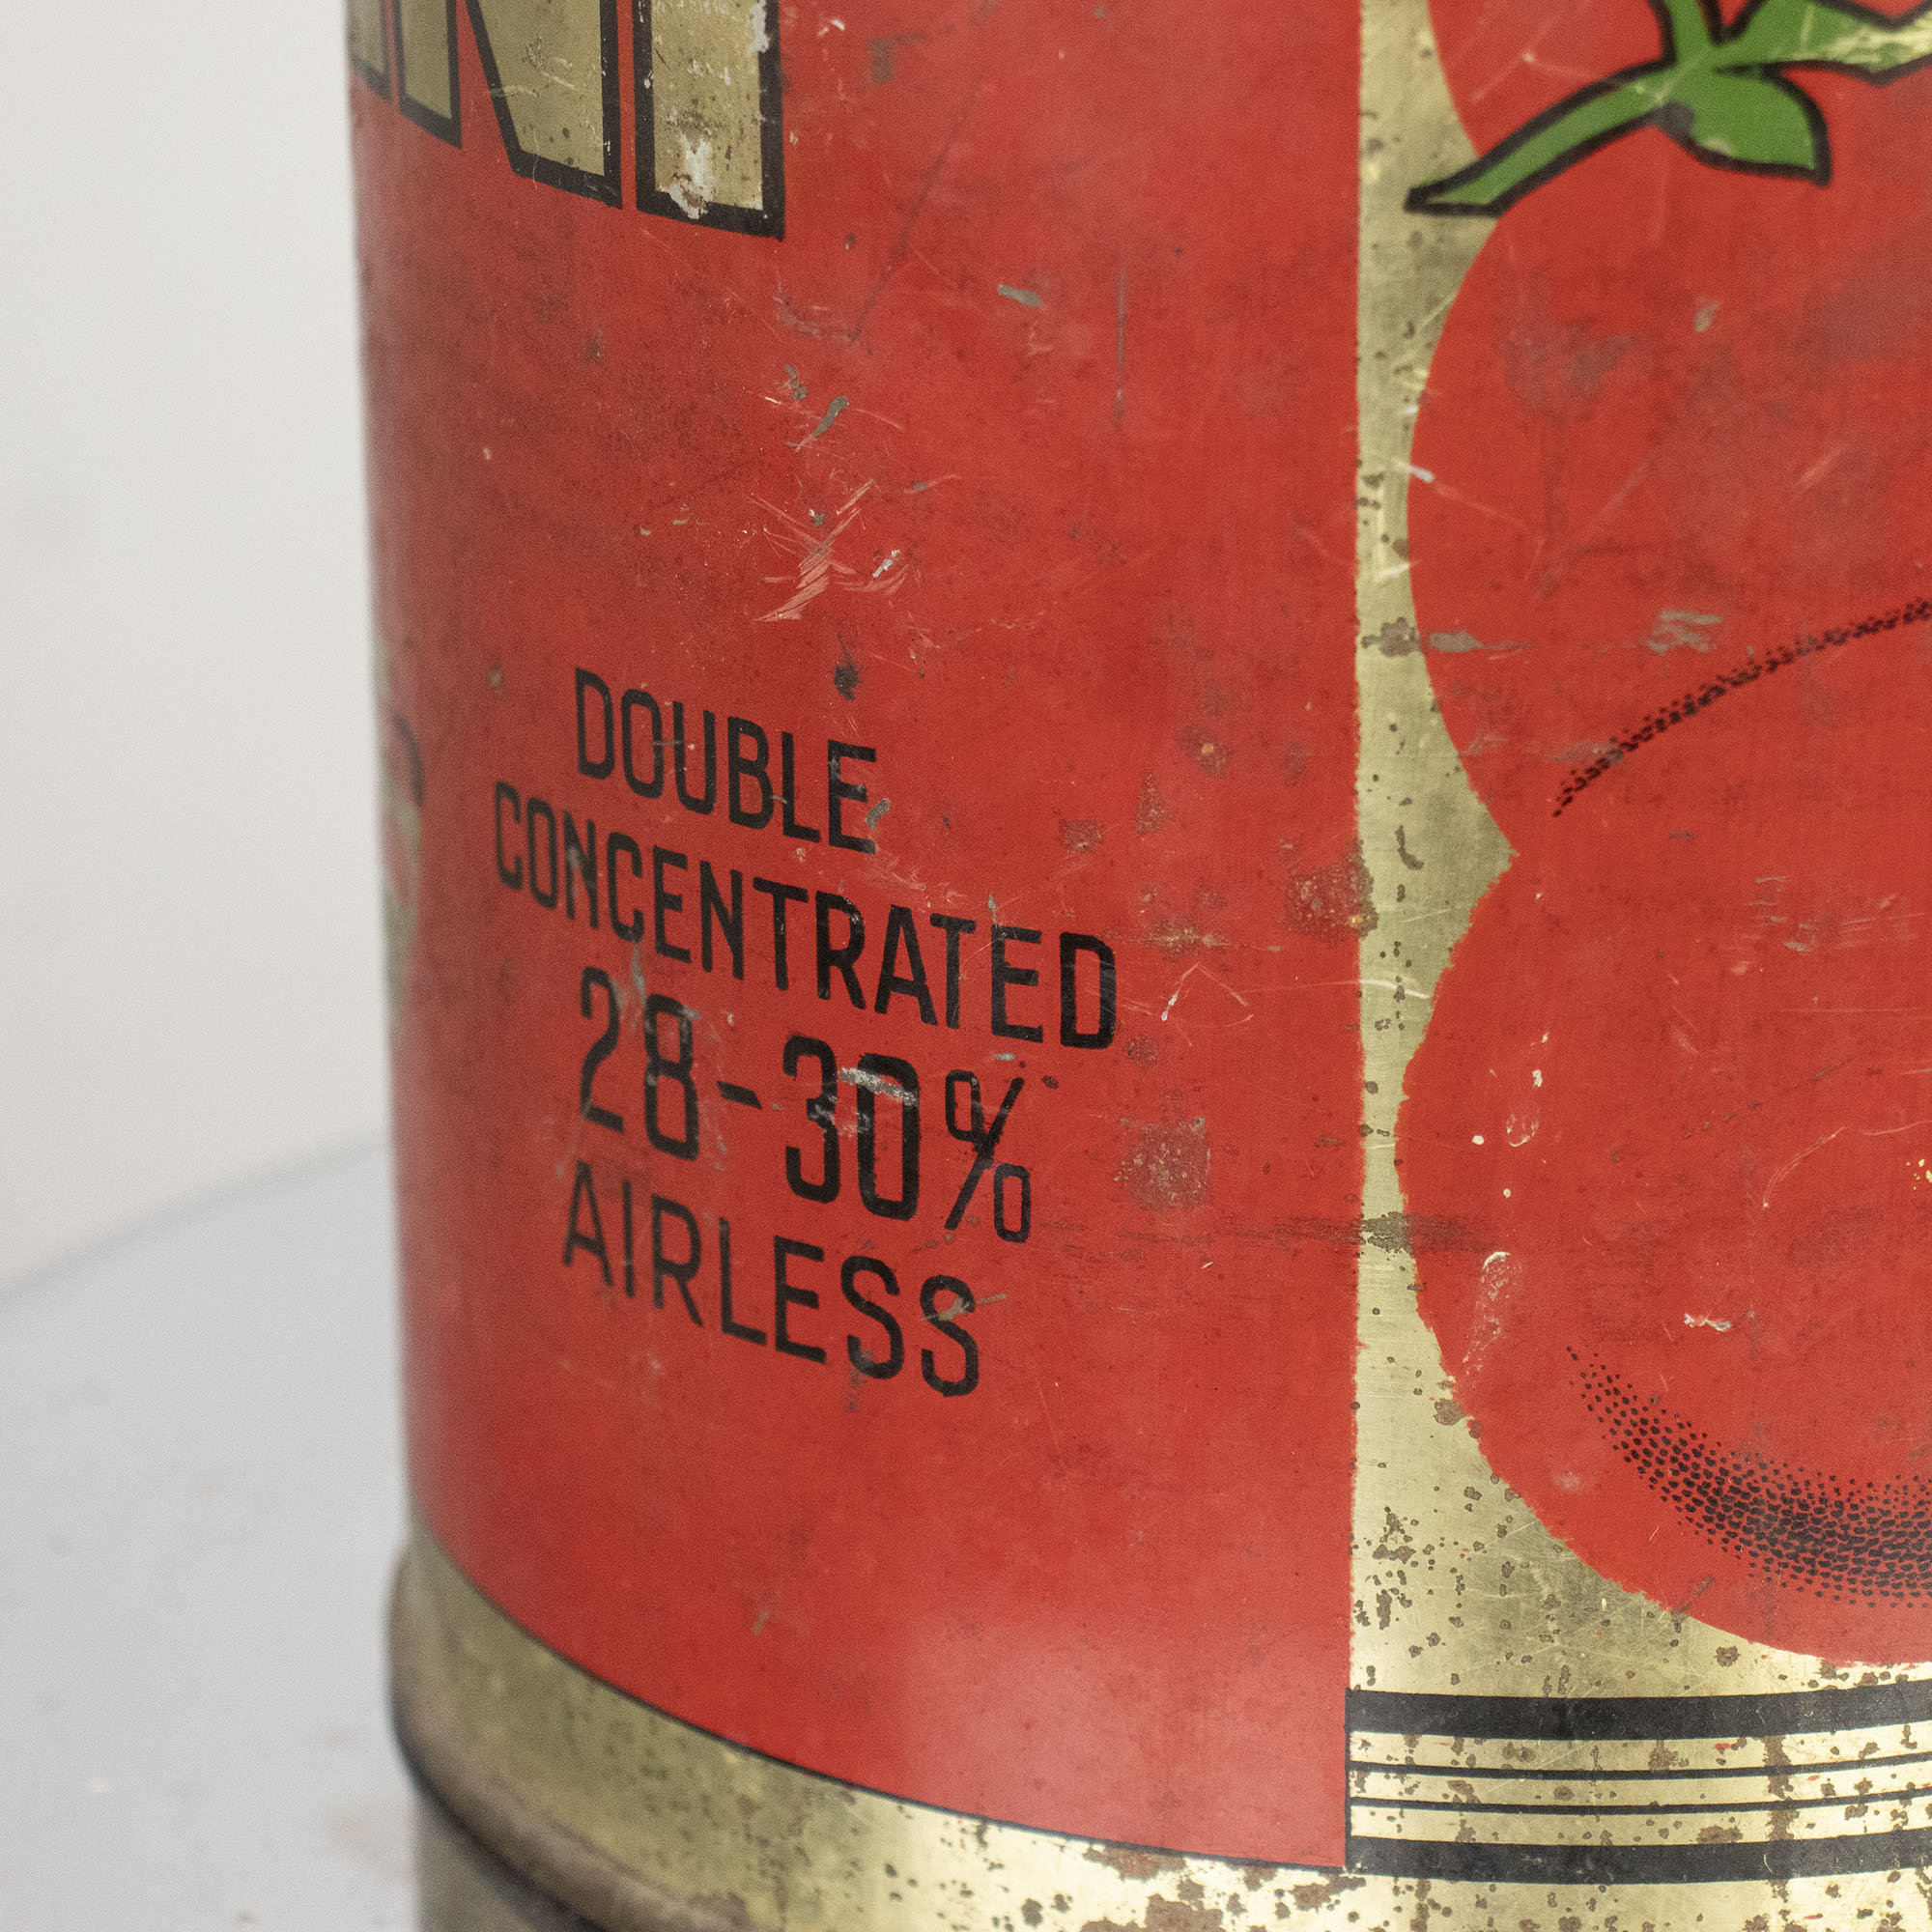 DOUBLE
CONCENTRATED
28-30%
AIRLESS